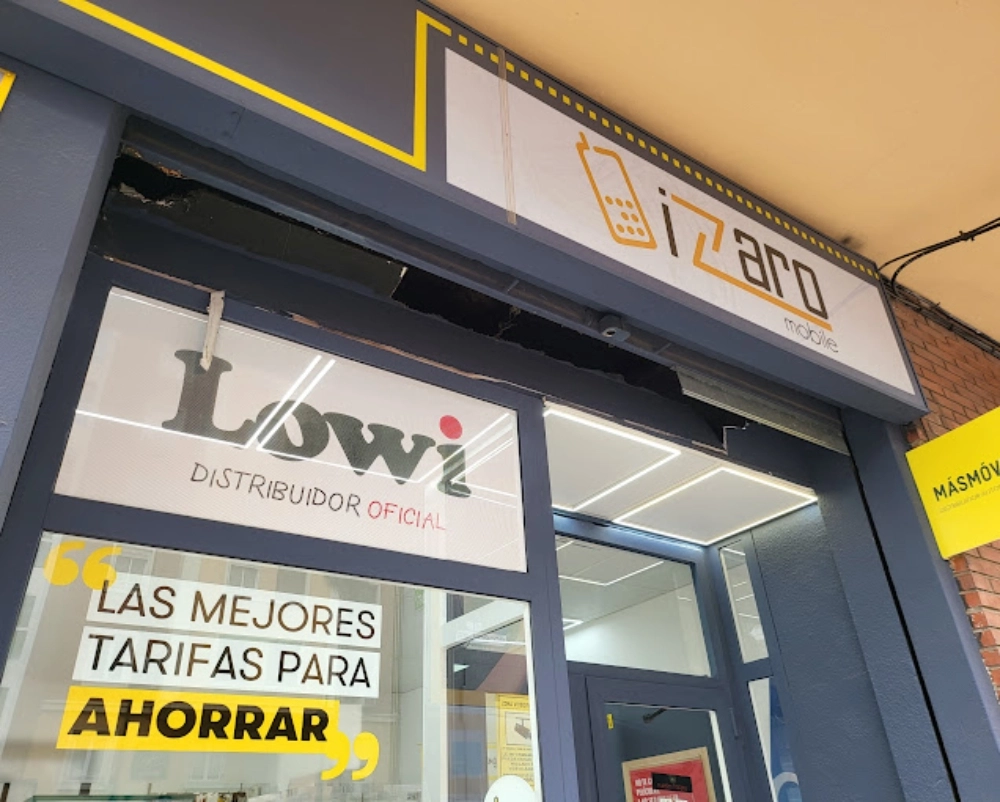 izaro
mobile
Lowi
DISTRIBUIDOR OFICIAL
MÁSMÓV
LAS MEJORES
TARIFAS PARA
AHORRAR